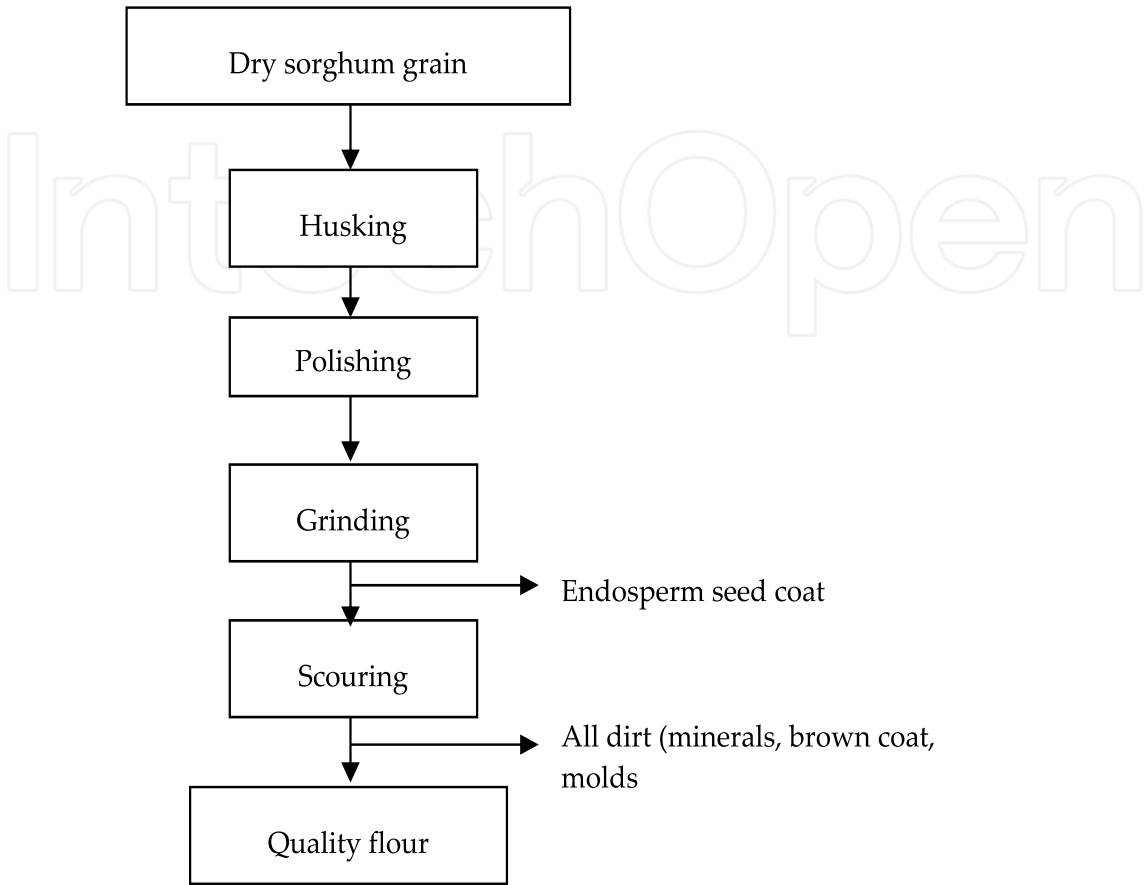 Dry sorghum grain
IntechOpen
Husking
Polishing
Grinding
Endosperm seed coat
Scouring
All dirt (minerals, brown coat,
molds
Quality flour